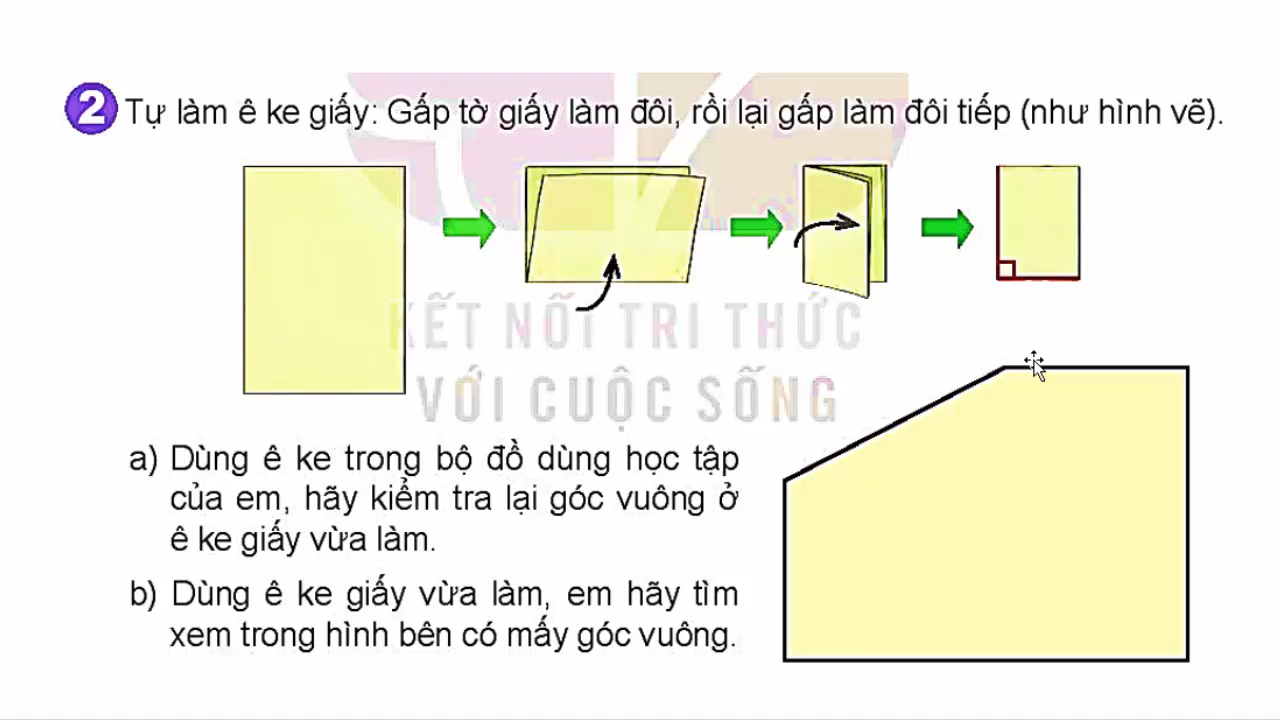 2 Tự làm ê ke giấy: Gấp tờ giấy làm đôi, rồi lại gấp làm đôi tiếp (như hình vẽ).
KẾT NỐI TRI THỨC
VỚI CUỘC SỐNG
a) Dùng ê ke trong bộ đồ dùng học tập
của em, hãy kiểm tra lại góc vuông ở
ê ke giấy vừa làm.
b) Dùng ê ke giấy vừa làm, em hãy tìm
xem trong hình bên có mấy góc vuông.